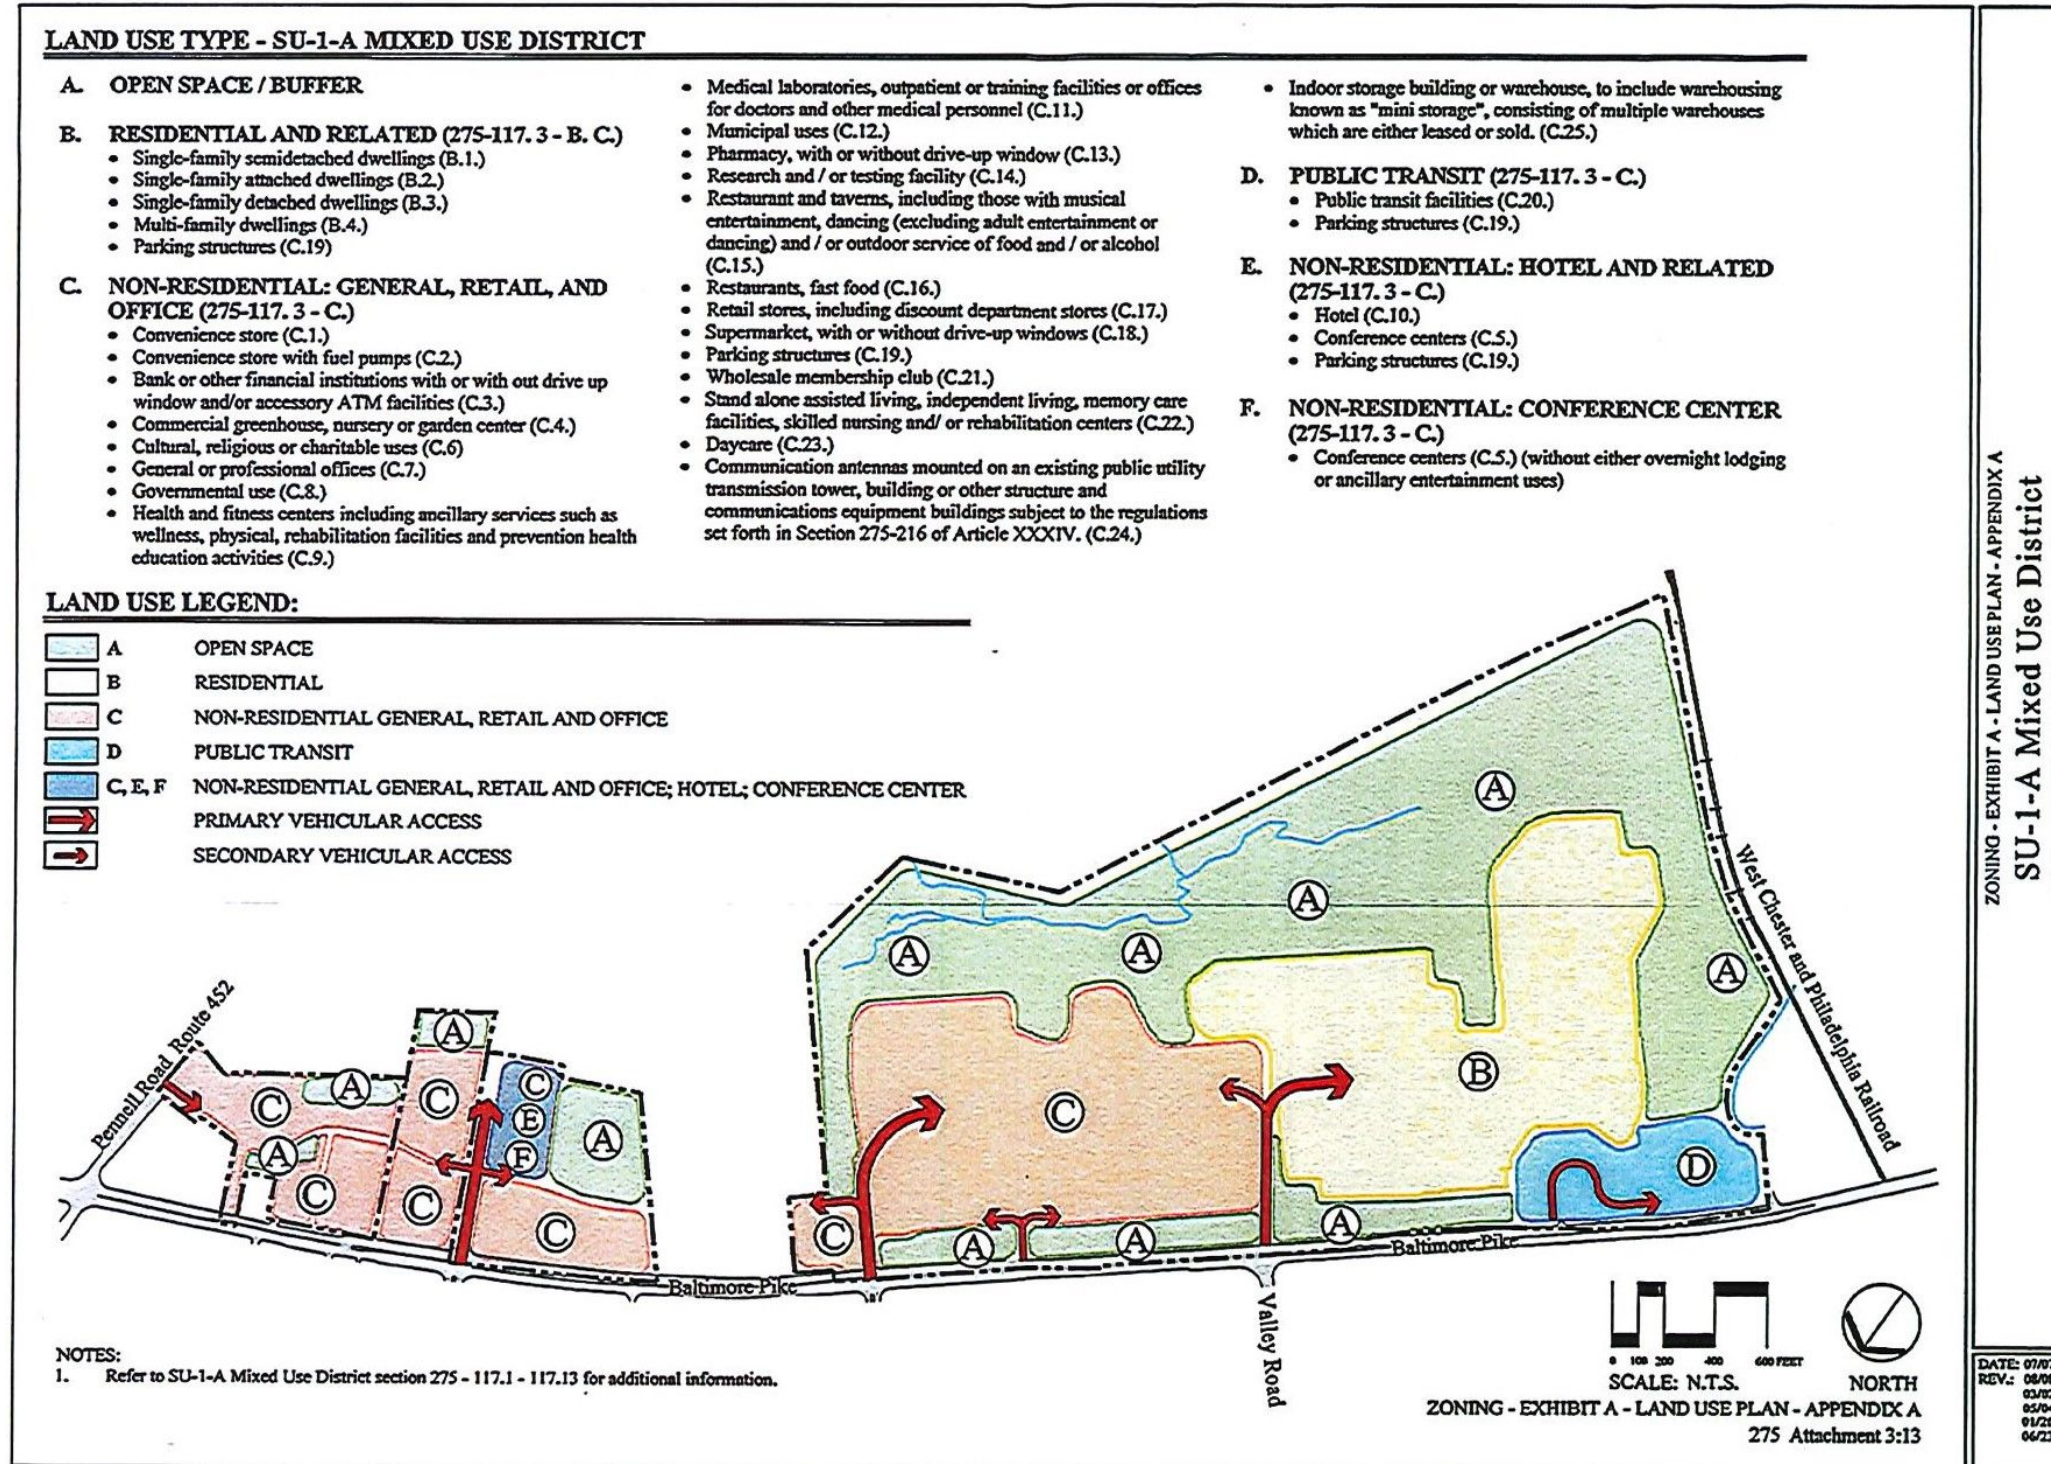 LAND USE TYPE - SU-1-A MIXED USE DISTRICT
A. OPEN SPACE / BUFFER
B. RESIDENTIAL AND RELATED (275-117. 3 - B. C.)
• Single-family semidetached dwellings (B.1.)
• Single-family attached dwellings (B.2.)
• Single-family detached dwellings (B.3.)
• Multi-family dwellings (B.4.)
• Parking structures (C.19)
C. NON-RESIDENTIAL: GENERAL, RETAIL, AND
OFFICE (275-117. 3 - C.)
• Convenience store (C.1.)
• Convenience store with fuel pumps (C.2.)
• Bank or other financial institutions with or with out drive up
window and/or accessory ATM facilities (C.3.)
• Commercial greenhouse, nursery or garden center (C.4.)
• Cultural, religious or charitable uses (C.6)
• General or professional offices (C.7.)
• Governmental use (C.8.)
• Health and fitness centers including ancillary services such as
wellness, physical, rehabilitation facilities and prevention health
education activities (C.9.)
• Medical laboratories, outpatient or training facilities or offices
for doctors and other medical personnel (C.11.)
• Municipal uses (C.12.)
• Pharmacy, with or without drive-up window (C.13.)
• Research and / or testing facility (C.14.)
• Restaurant and taverns, including those with musical
entertainment, dancing (excluding adult entertainment or
dancing) and / or outdoor service of food and / or alcohol
(C.15.)
• Restaurants, fast food (C.16.)
• Retail stores, including discount department stores (C.17.)
• Supermarket, with or without drive-up windows (C.18.)
• Parking structures (C.19.)
• Wholesale membership club (C.21.)
• Stand alone assisted living, independent living, memory care
facilities, skilled nursing and/ or rehabilitation centers (C.22.)
• Daycare (C.23.)
• Communication antennas mounted on an existing public utility
transmission tower, building or other structure and
communications equipment buildings subject to the regulations
set forth in Section 275-216 of Article XXXIV. (C.24.)
• Indoor storage building or warehouse, to include warehousing
known as "mini storage", consisting of multiple warehouses
which are either leased or sold. (C.25.)
D. PUBLIC TRANSIT (275-117. 3 - C.)
• Public transit facilities (C.20.)
• Parking structures (C.19.)
E. NON-RESIDENTIAL: HOTEL AND RELATED
(275-117. 3 - C.)
• Hotel (C.10.)
• Conference centers (C.5.)
• Parking structures (C.19.)
F. NON-RESIDENTIAL: CONFERENCE CENTER
(275-117. 3 - C.)
• Conference centers (C.5.) (without either overnight lodging
or ancillary entertainment uses)
LAND USE LEGEND:
A OPEN SPACE
B RESIDENTIAL
C NON-RESIDENTIAL GENERAL, RETAIL AND OFFICE
D PUBLIC TRANSIT
C, E, F NON-RESIDENTIAL GENERAL, RETAIL AND OFFICE; HOTEL; CONFERENCE CENTER
PRIMARY VEHICULAR ACCESS
SECONDARY VEHICULAR ACCESS
Pennell Road Route 452
C
A
A
C
A
C
C
C
E
F
A
C
Baltimore Pike
A
A
A
A
A
C
B
D
C
A
A
A
Baltimore Pike
Valley Road
West Chester and Philadelphia Railroad
0 100 200 400 600 FEET
SCALE: N.T.S.
NORTH
ZONING - EXHIBIT A - LAND USE PLAN - APPENDIX A
275 Attachment 3:13
NOTES:
1. Refer to SU-1-A Mixed Use District section 275 - 117.1 - 117.13 for additional information.
ZONING - EXHIBIT A - LAND USE PLAN - APPENDIX A
SU-1-A Mixed Use District
DATE:
REV.: